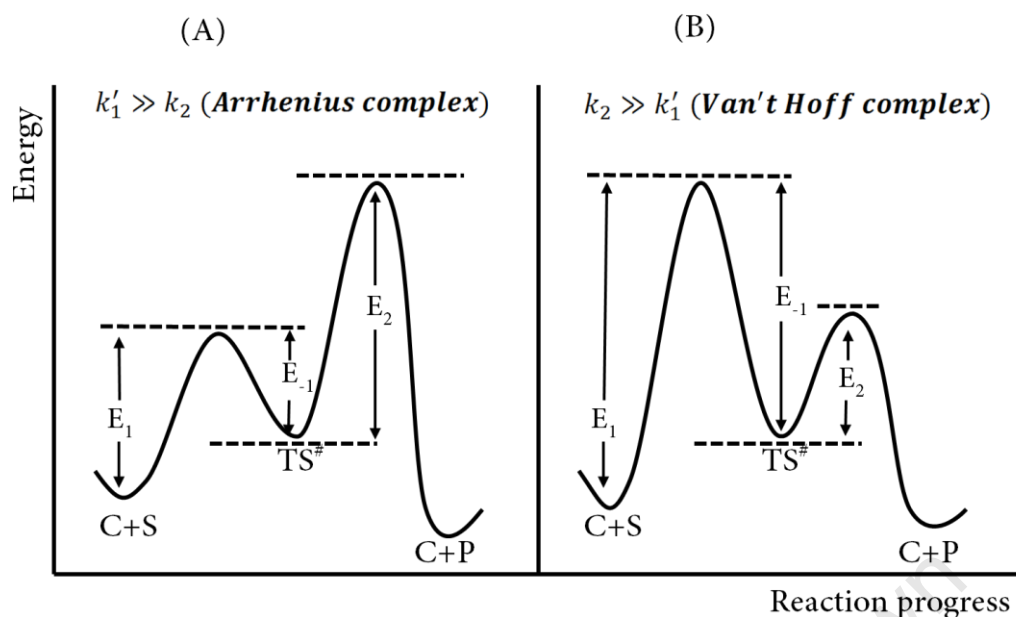 (A)
(B)
Energy
k′₁ ≫ k₂ (Arrhenius complex)
k₂ ≫ k′₁ (Van't Hoff complex)
E₁
E₋₁
E₂
TS#
C+S
C+P
E₁
E₋₁
E₂
TS#
C+S
C+P
Reaction progress